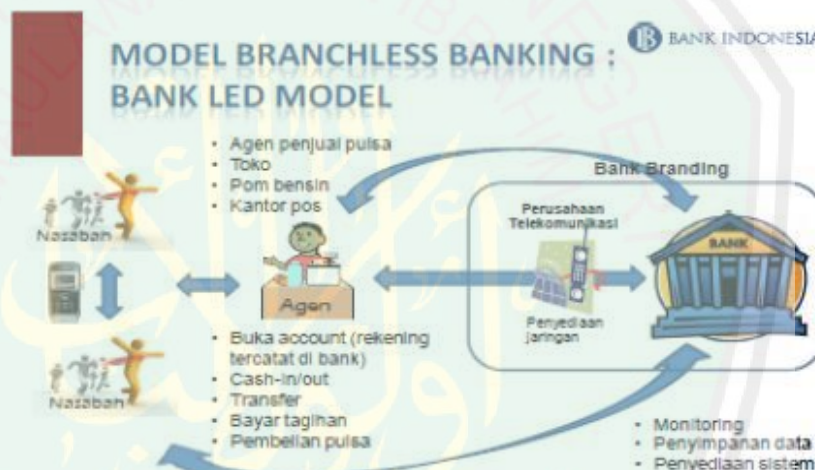 MODEL BRANCHLESS BANKING :
BANK LED MODEL
BANK INDONESIA
• Agen penjual pulsa
• Toko
• Pom bensin
• Kantor pos
Bank Branding
Nasabah
Agen
Perusahaan
Telekomunikasi
Penyediaan
jaringan
BANK
Nasabah
• Buka account (rekening
tercatat di bank)
• Cash-in/out
• Transfer
• Bayar tagihan
• Pembelian pulsa
• Monitoring
• Penyimpanan data
• Penyediaan sistem